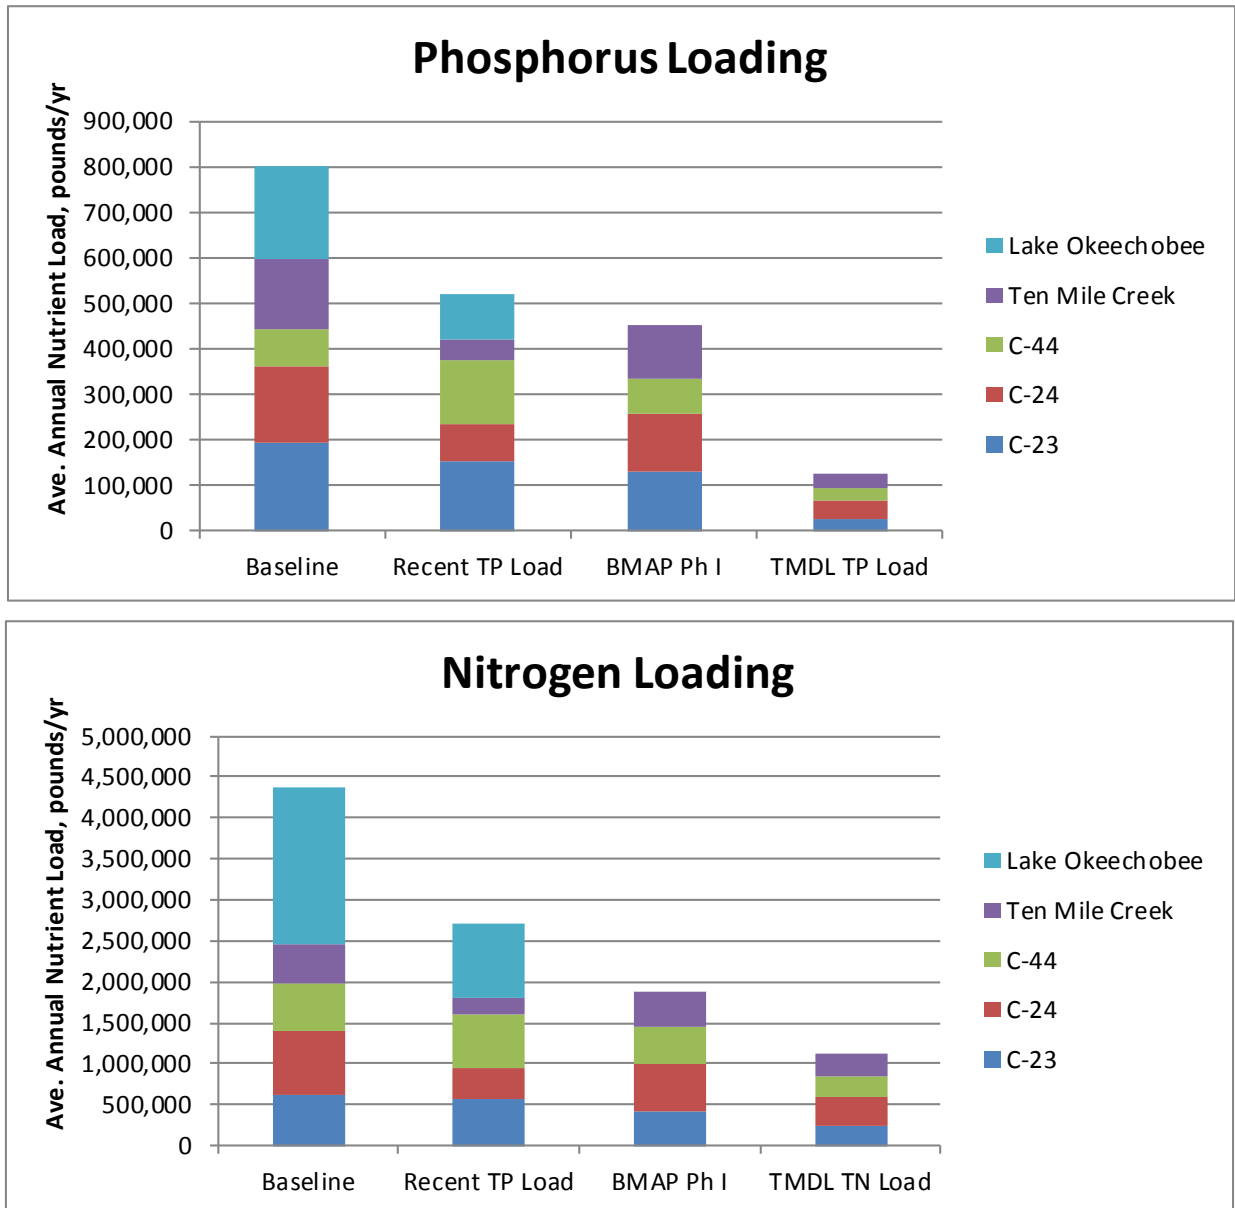 Phosphorus Loading
Ave. Annual Nutrient Load, pounds/yr
900,000
800,000
700,000
600,000
500,000
400,000
300,000
200,000
100,000
0
Baseline
Recent TP Load
BMAP Ph I
TMDL TP Load
Lake Okeechobee
Ten Mile Creek
C-44
C-24
C-23
Nitrogen Loading
Ave. Annual Nutrient Load, pounds/yr
5,000,000
4,500,000
4,000,000
3,500,000
3,000,000
2,500,000
2,000,000
1,500,000
1,000,000
500,000
0
Baseline
Recent TP Load
BMAP Ph I
TMDL TN Load
Lake Okeechobee
Ten Mile Creek
C-44
C-24
C-23